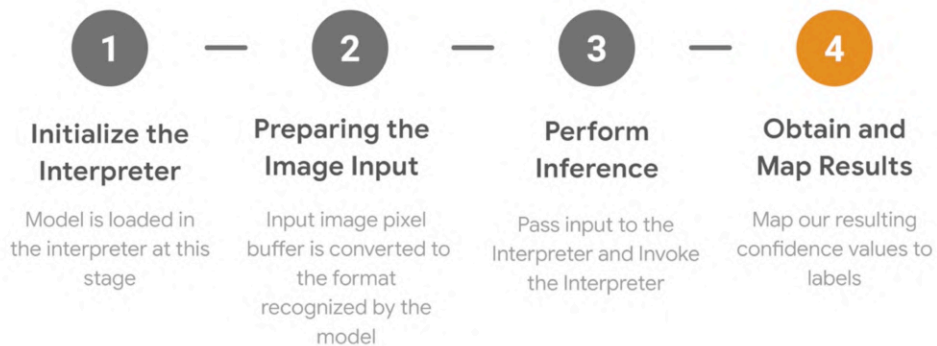 1
2
3
4
Initialize the
Interpreter
Model is loaded in
the interpreter at this
stage
Preparing the
Image Input
Input image pixel
buffer is converted to
the format
recognized by the
model
Perform
Inference
Pass input to the
Interpreter and Invoke
the Interpreter
Obtain and
Map Results
Map our resulting
confidence values to
labels